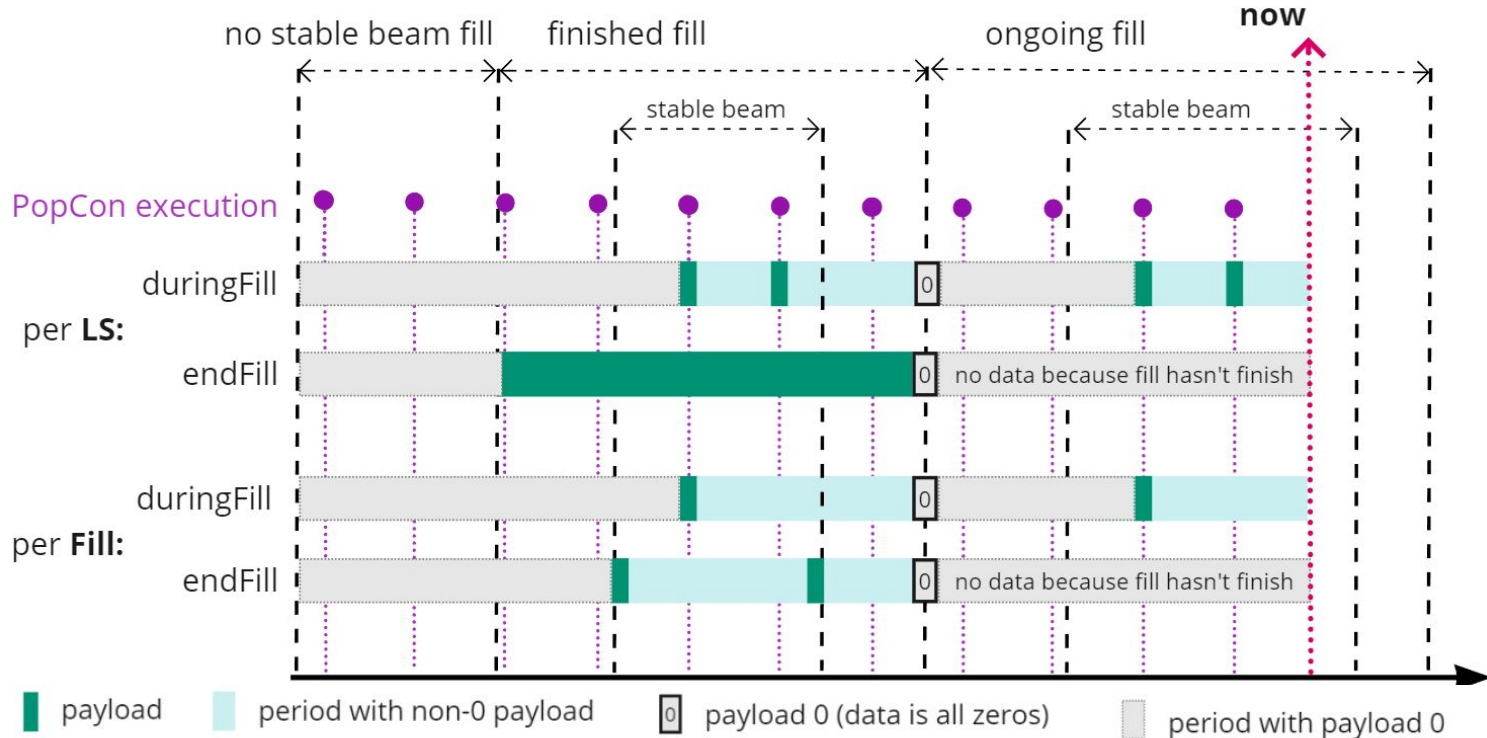 now
no stable beam fill
finished fill
ongoing fill
stable beam
stable beam
PopCon execution
duringFill
0
per LS:
endFill
0
no data because fill hasn't finish
duringFill
0
per Fill:
endFill
0
no data because fill hasn't finish
payload
period with non-0 payload
0
payload 0 (data is all zeros)
period with payload 0